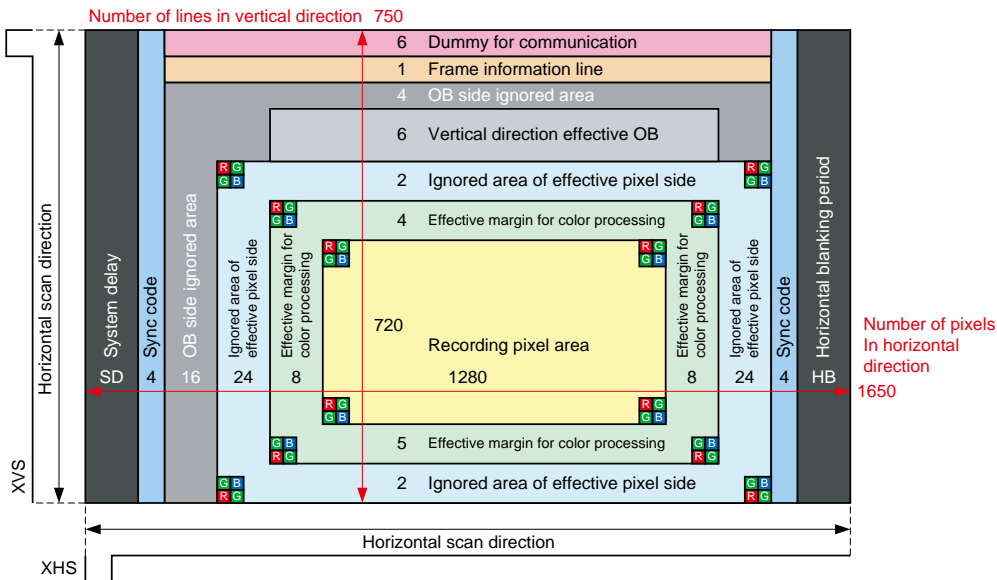 Number of lines in vertical direction 750
6 Dummy for communication
1 Frame information line
4 OB side ignored area
6 Vertical direction effective OB
R G R G
G B G B
2 Ignored area of effective pixel side
R G R G
G B G B
4 Effective margin for color processing
R G R G
G B G B
Horizontal scan direction
System delay
SD
Sync code
4
OB side ignored area
16
Ignored area of
effective pixel side
24
Effective margin for
color processing
8
720
Recording pixel area
1280
Effective margin for
color processing
8
Ignored area of
effective pixel side
24
Sync code
4
Horizontal blanking period
HB
Number of pixels
In horizontal
direction
1650
R G R G
G B G B
5 Effective margin for color processing
G B G B
R G R G
2 Ignored area of effective pixel side
G B G B
R G R G
XVS
Horizontal scan direction
XHS